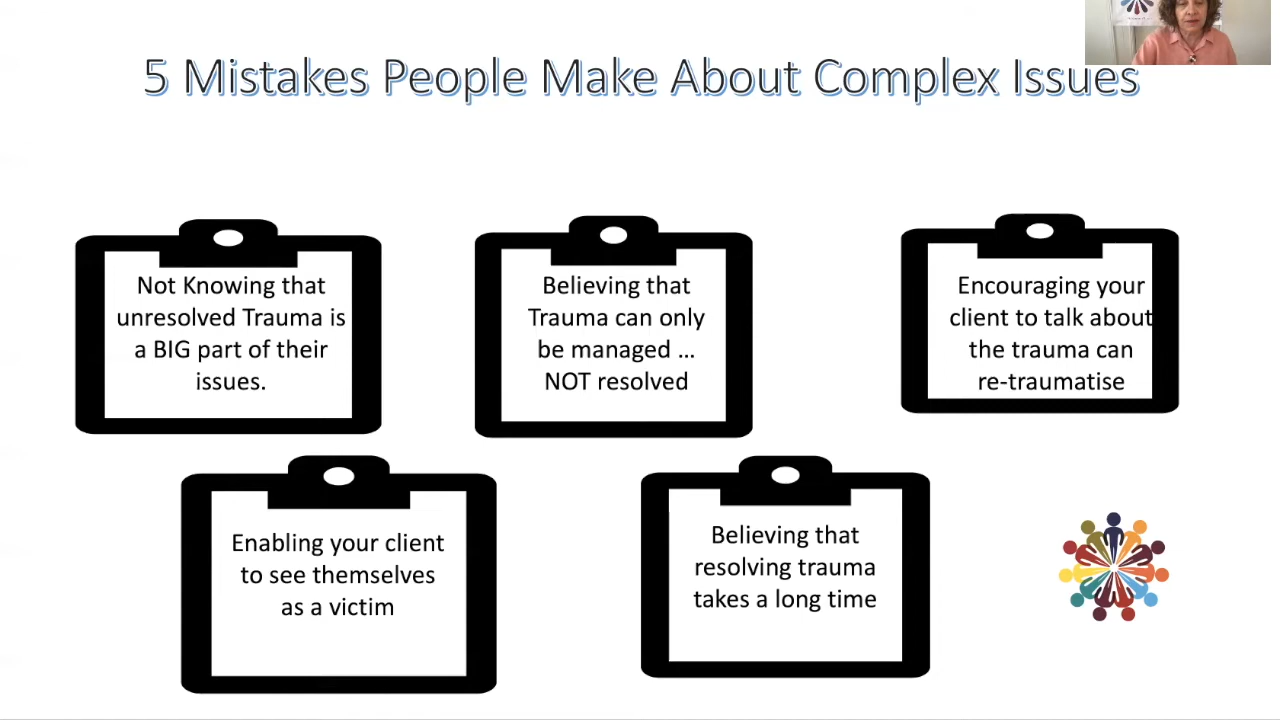 5 Mistakes People Make About Complex Issues
Not Knowing that
unresolved Trauma is
a BIG part of their
issues.
Believing that
Trauma can only
be managed ...
NOT resolved
Encouraging your
client to talk about
the trauma can
re-traumatise
Enabling your client
to see themselves
as a victim
Believing that
resolving trauma
takes a long time